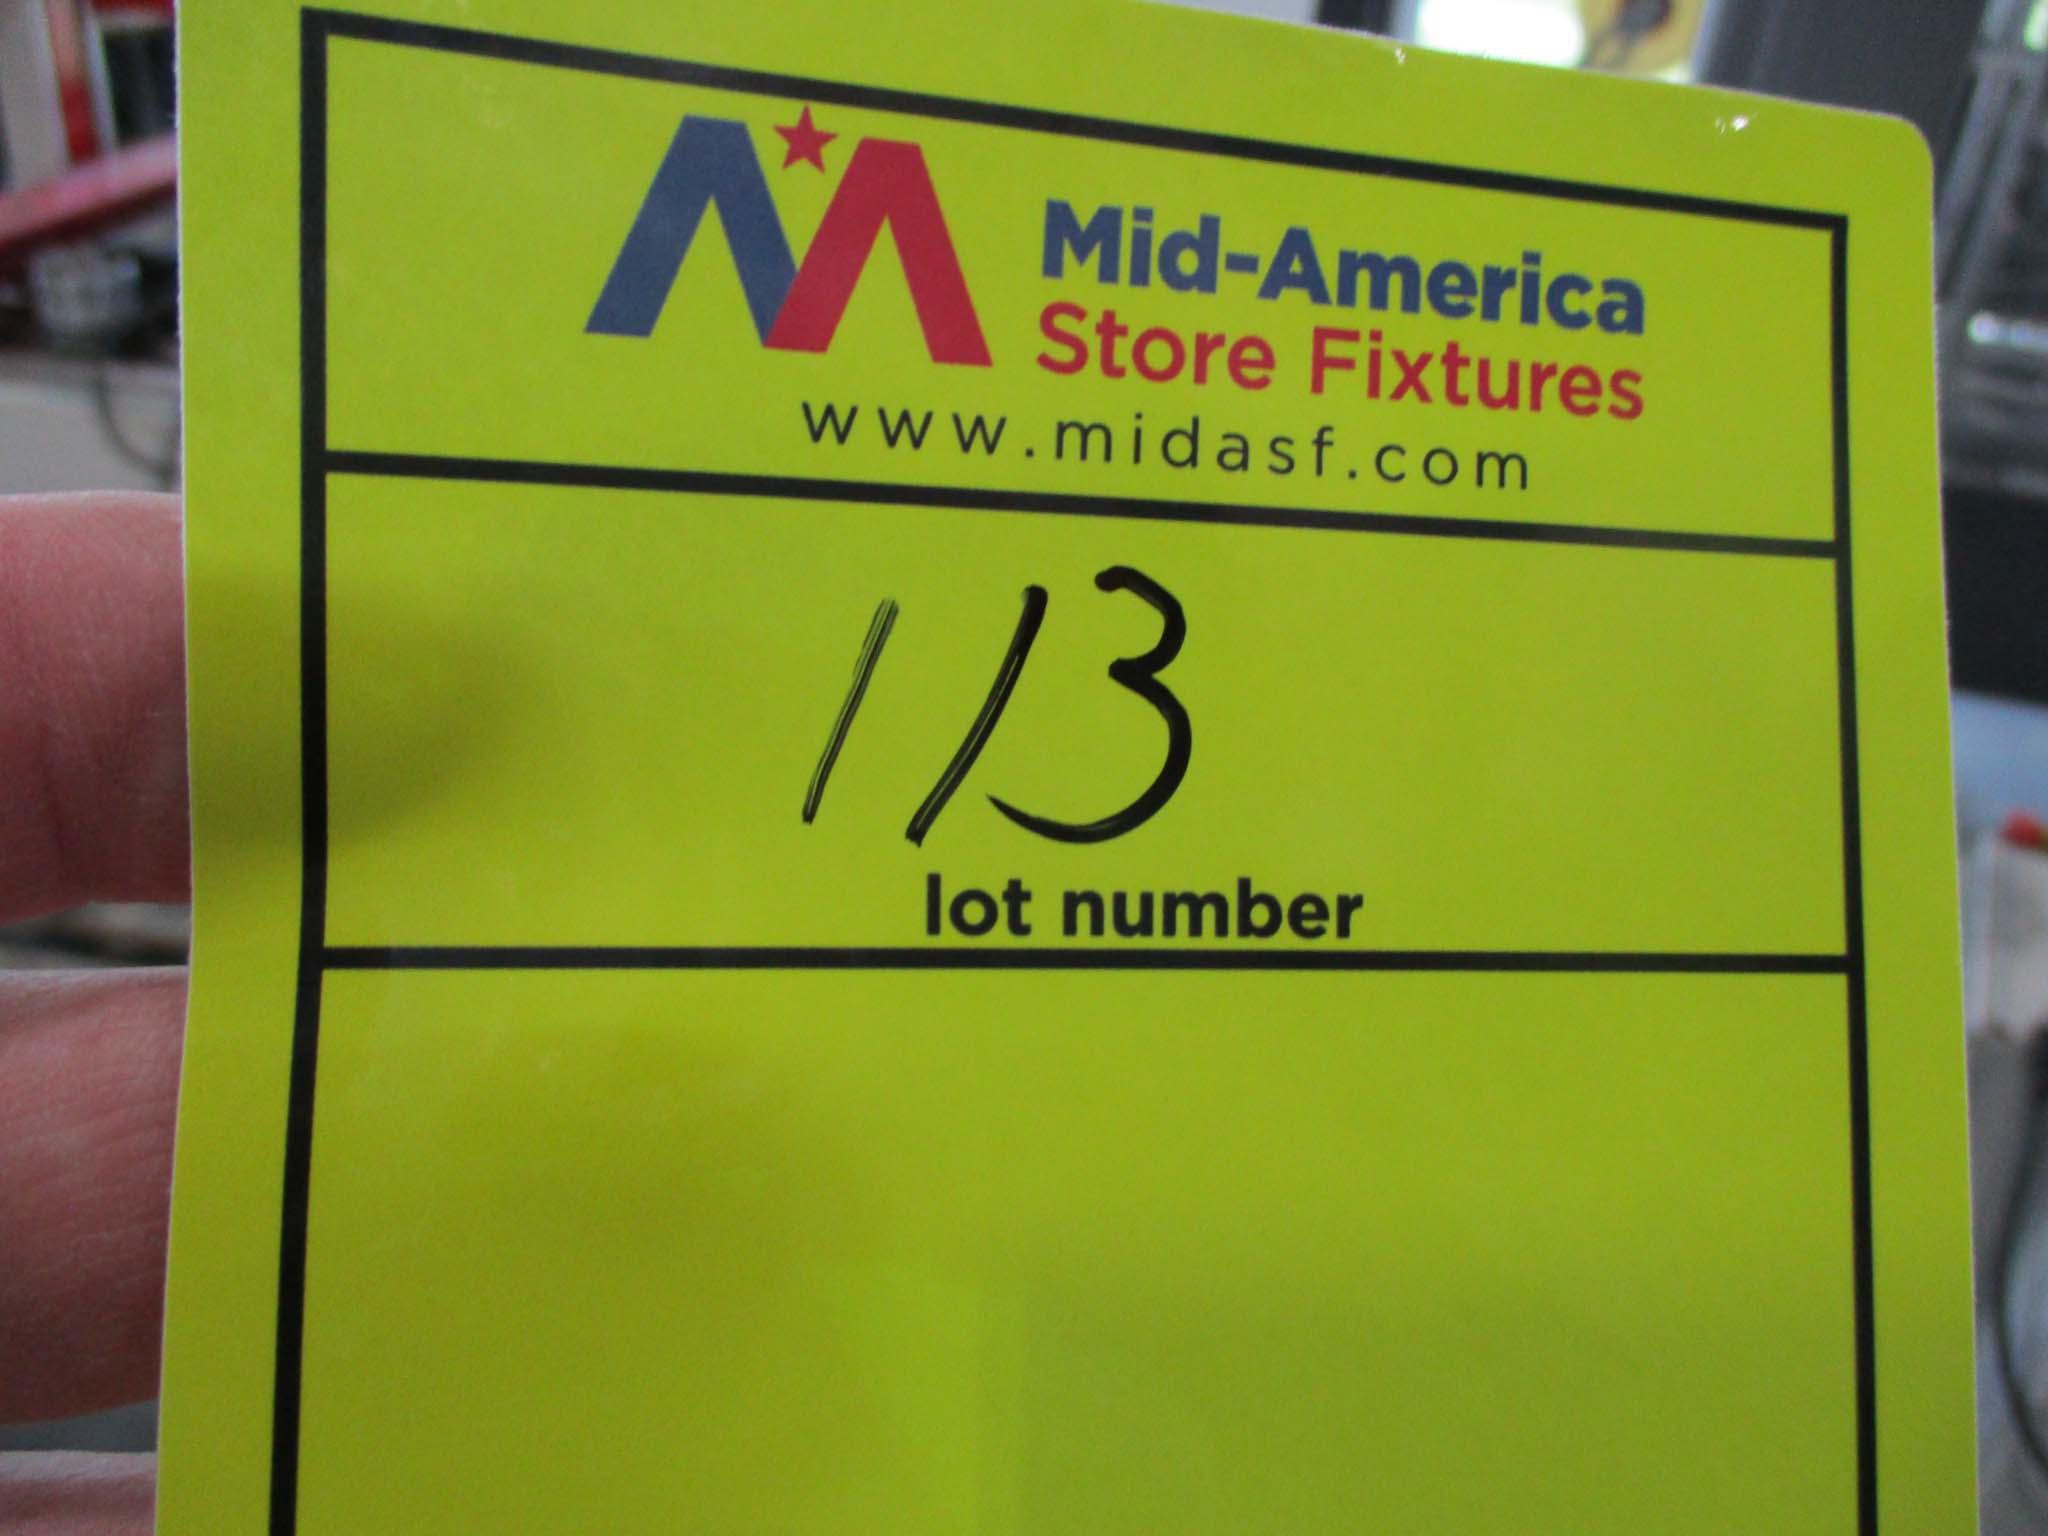 Mid-America
Store Fixtures
www.midasf.com
113
lot number